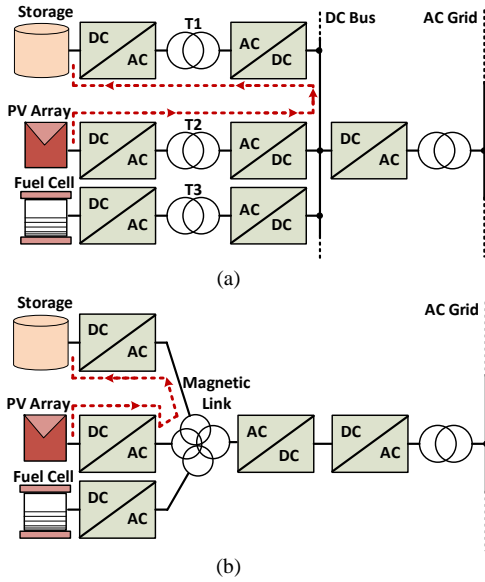 Storage
T1
DC Bus
AC Grid
DC
AC
AC
DC
PV Array
T2
DC
AC
AC
DC
DC
AC
Fuel Cell
T3
DC
AC
AC
DC
(a)
Storage
AC Grid
DC
AC
Magnetic
Link
PV Array
DC
AC
AC
DC
DC
AC
Fuel Cell
DC
AC
(b)